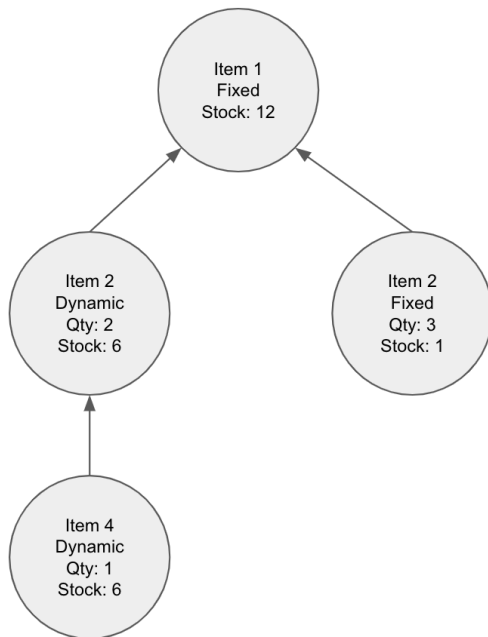 Item 1
Fixed
Stock: 12
Item 2
Dynamic
Qty: 2
Stock: 6
Item 2
Fixed
Qty: 3
Stock: 1
Item 4
Dynamic
Qty: 1
Stock: 6